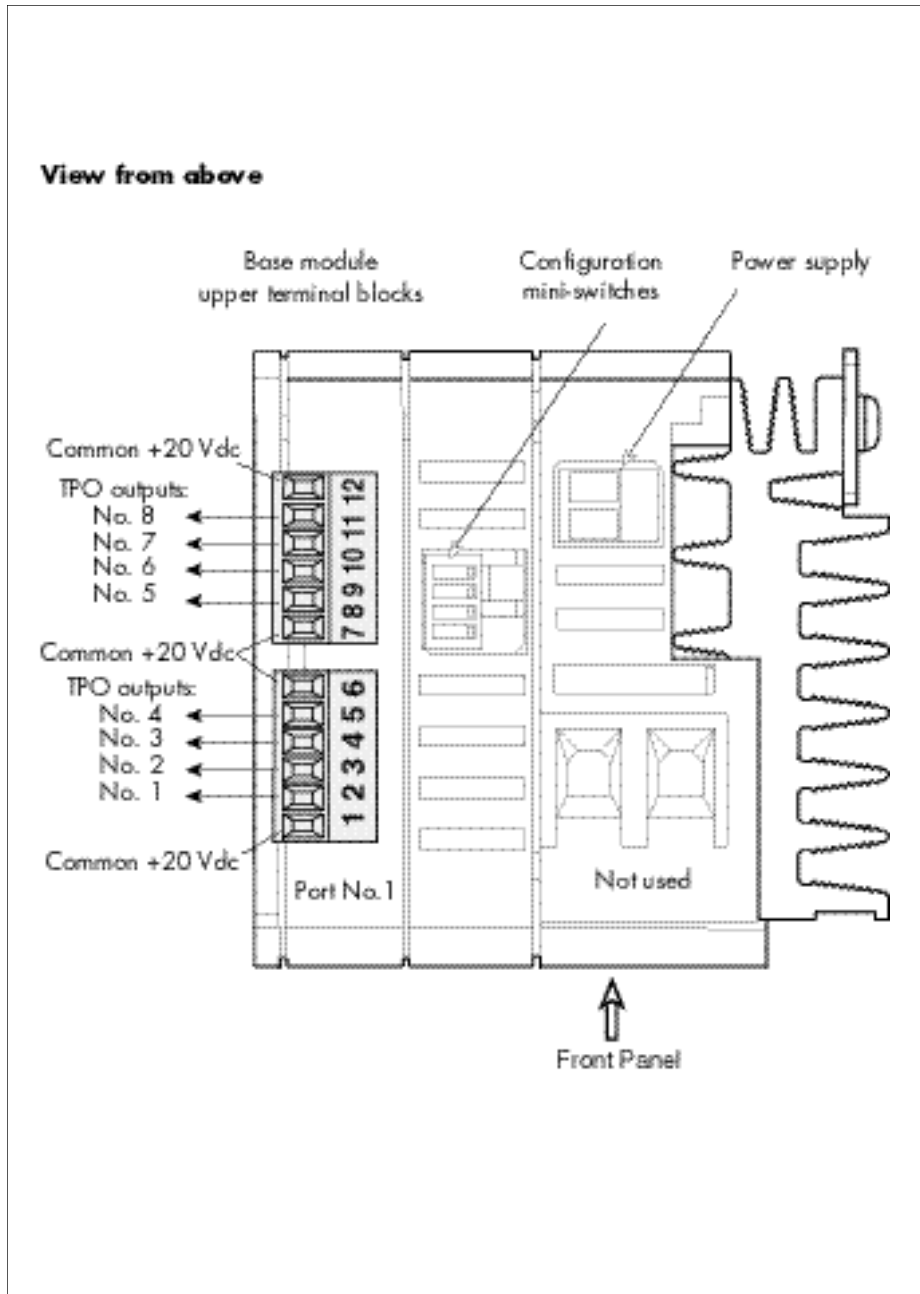 View from above
Base module
upper terminal blocks
Configuration
mini-switches
Power supply
Common +20 Vdc
TPO outputs:
No. 8
No. 7
No. 6
No. 5
12
11
10
9
8
7
Common +20 Vdc
TPO outputs:
No. 4
No. 3
No. 2
No. 1
6
5
4
3
2
1
Common +20 Vdc
Port No. 1
Not used
Front Panel